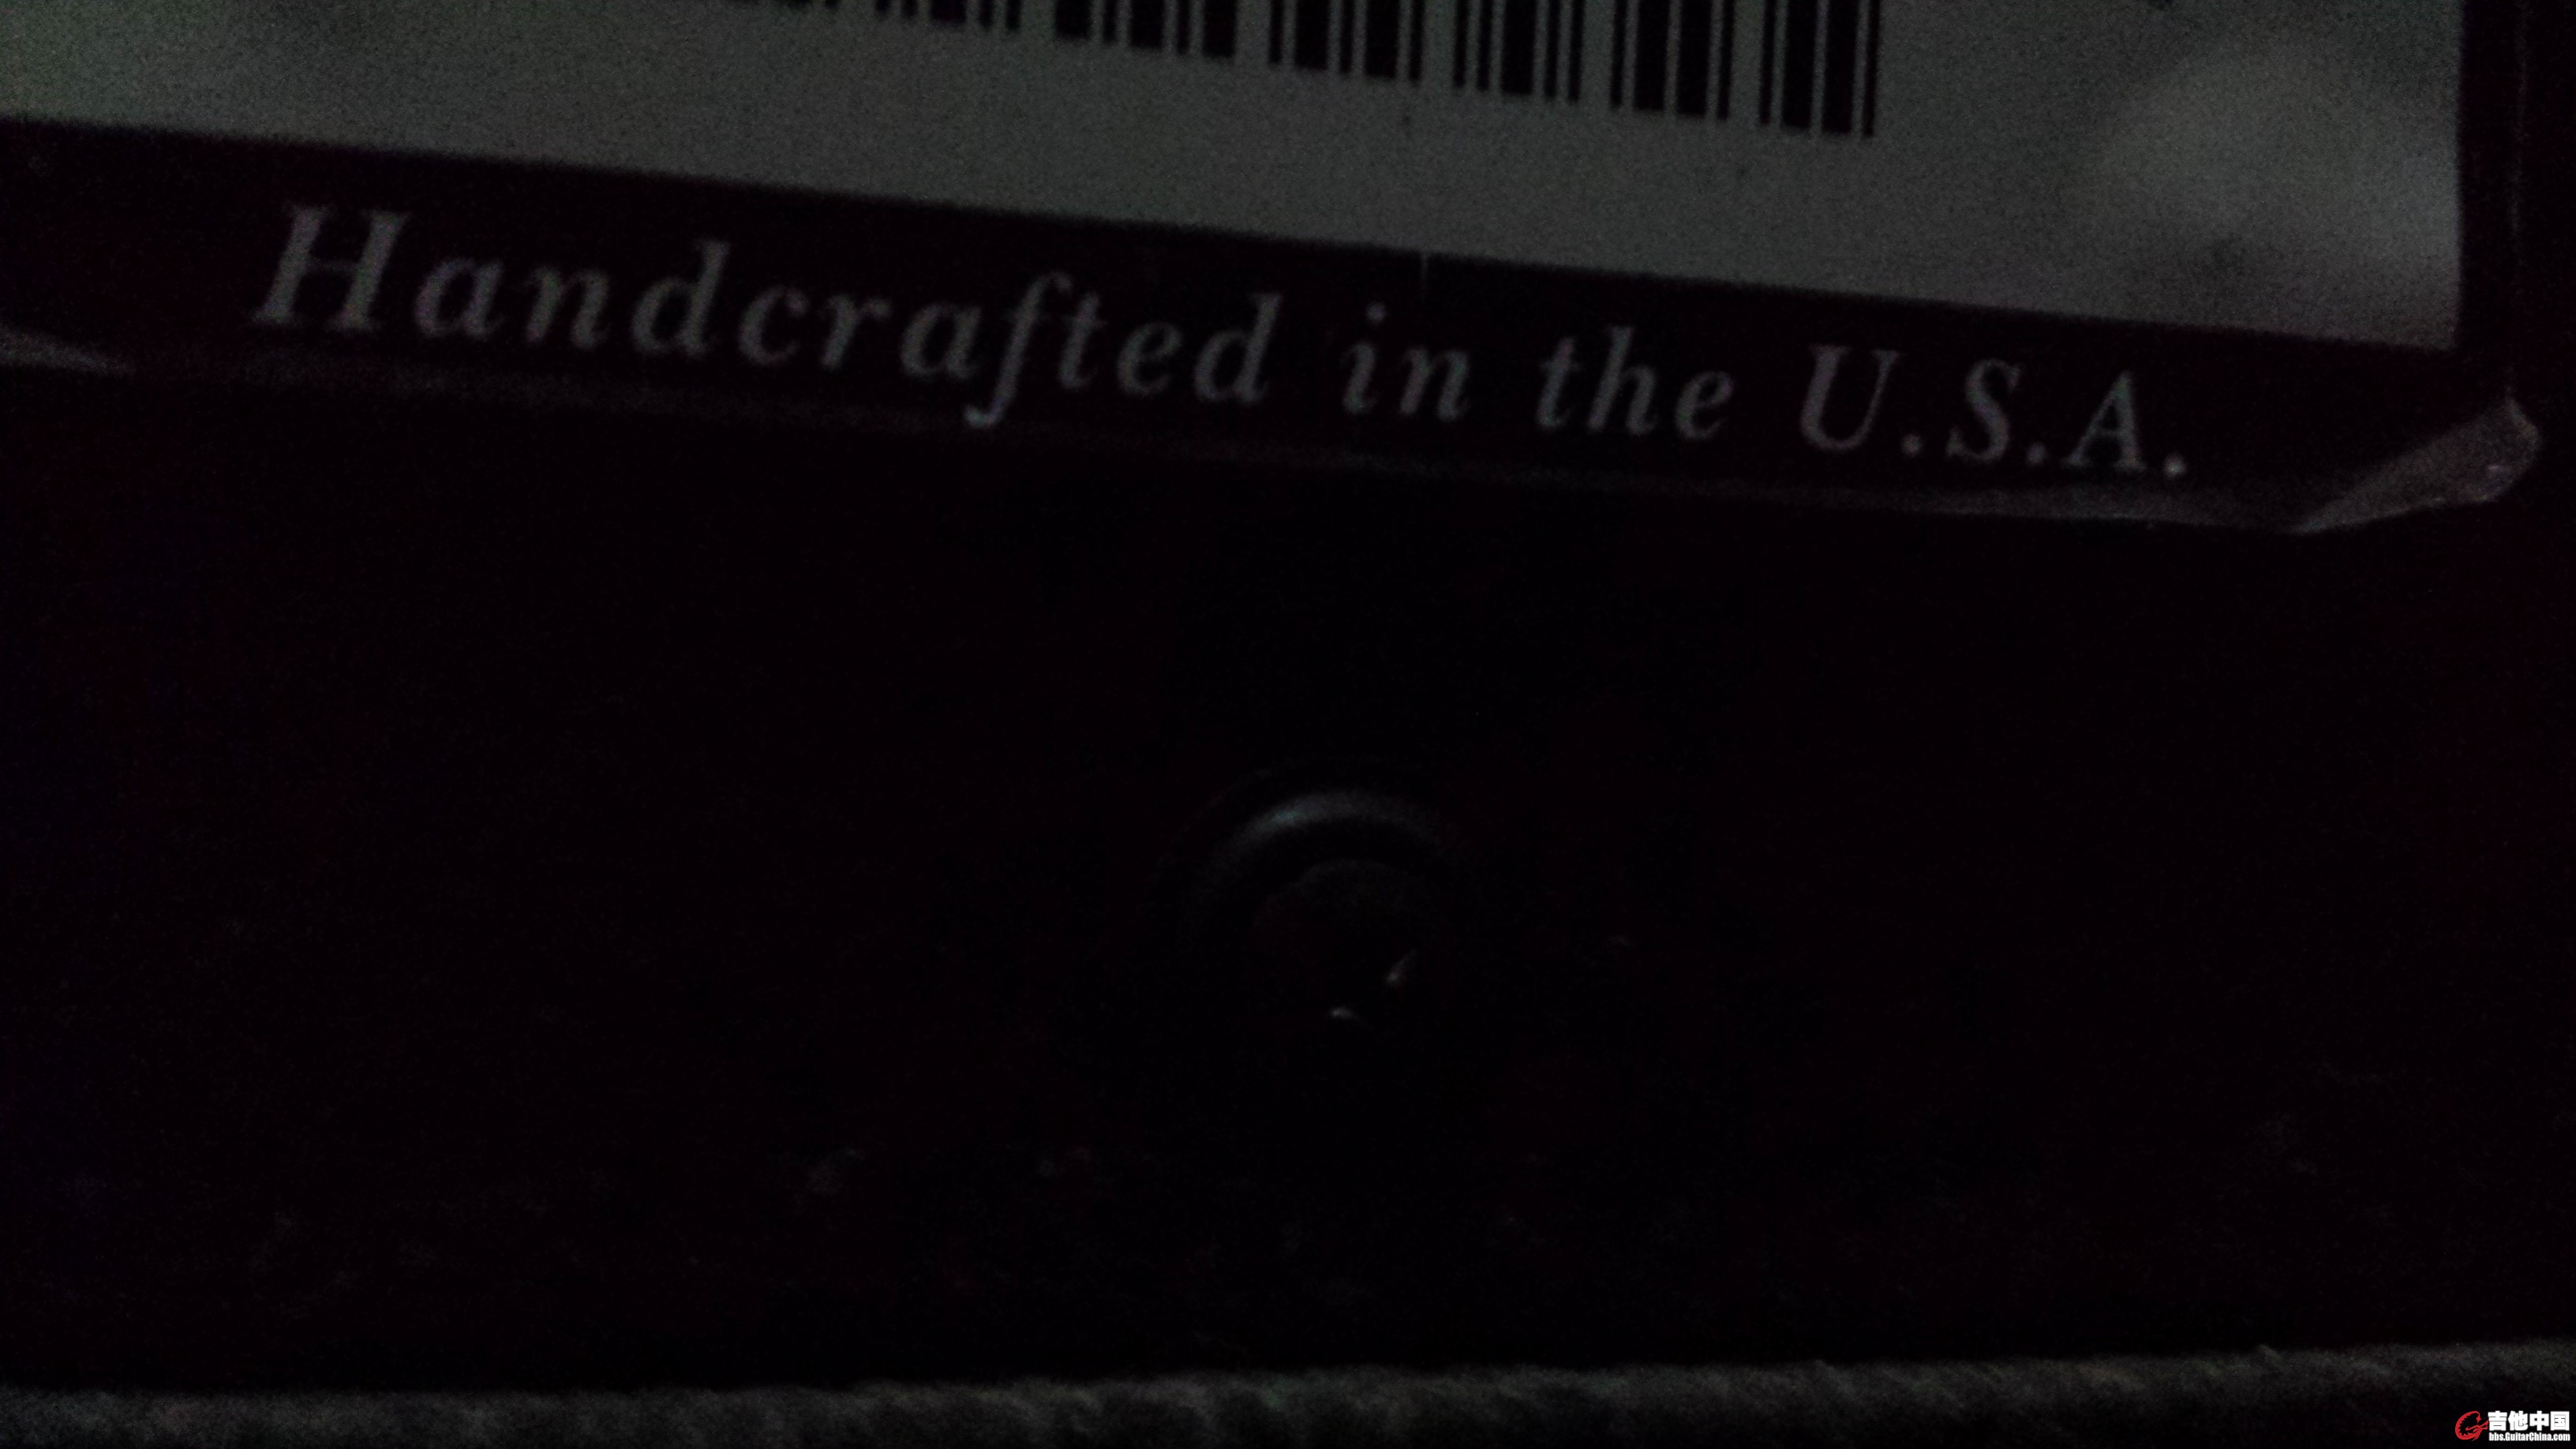 Handcrafted in the U.S.A.
吉他中国
bbs.GuitarChina.com